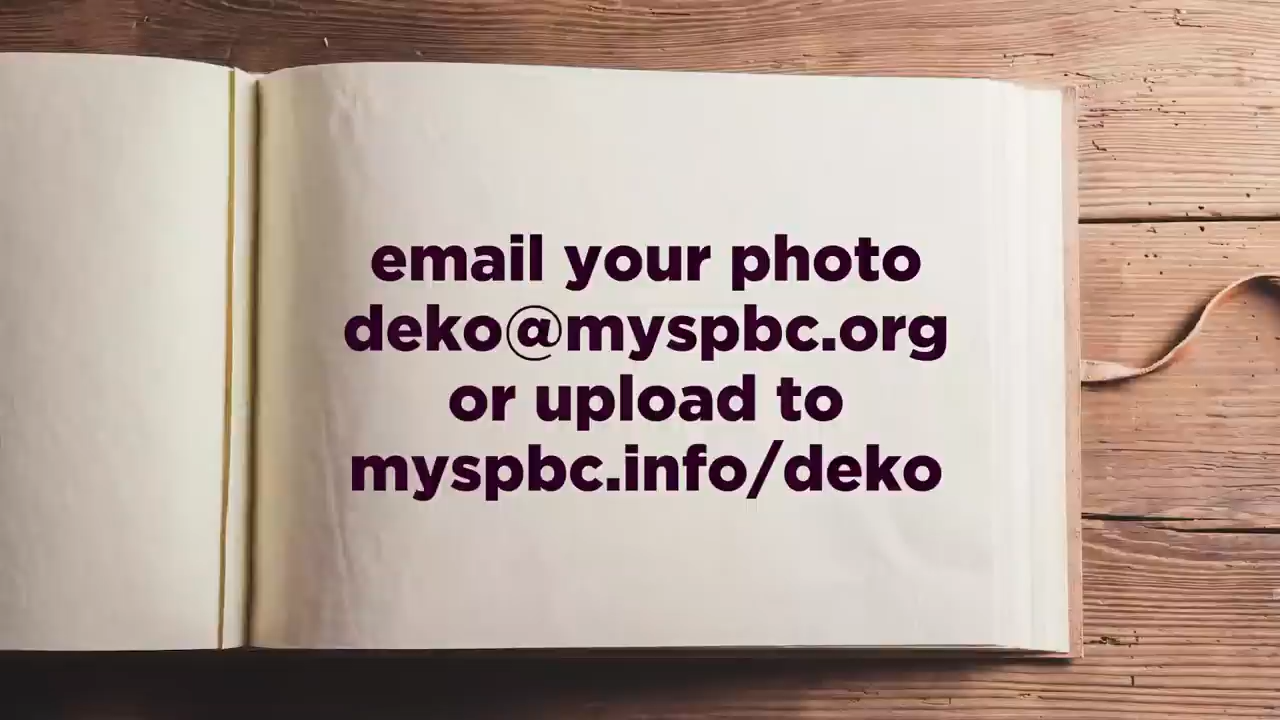 email your photo
deko@myspbc.org
or upload to
myspbc.info/deko